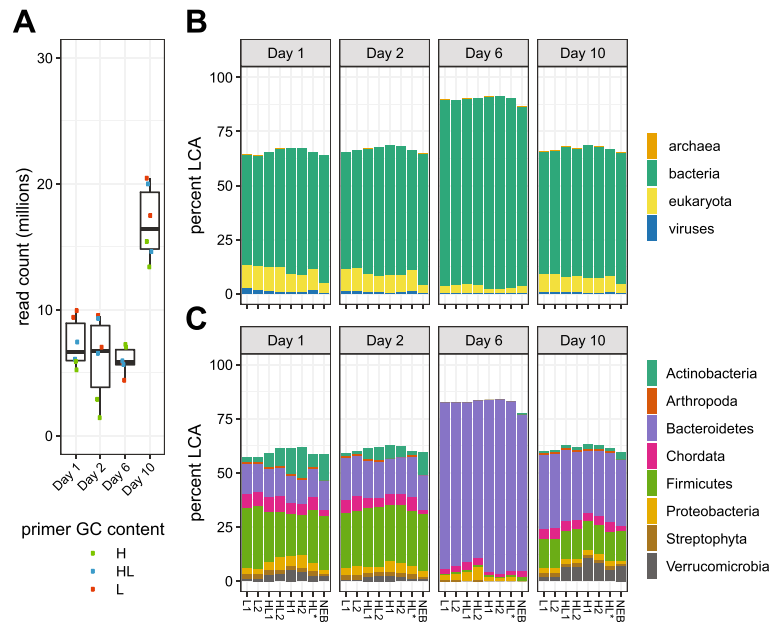 A
30
20
10
0
read count (millions)
Day 1
Day 2
Day 6
Day 10
primer GC content
H
HL
L
B
Day 1
Day 2
Day 6
Day 10
100
75
50
25
0
percent LCA
archaea
bacteria
eukaryota
viruses
C
Day 1
Day 2
Day 6
Day 10
100
75
50
25
0
percent LCA
L1
L2
HL1
HL2
H1
H2
HL*
NEB
L1
L2
HL1
HL2
H1
H2
HL*
NEB
L1
L2
HL1
HL2
H1
H2
HL*
NEB
L1
L2
HL1
HL2
H1
H2
HL*
NEB
Actinobacteria
Arthropoda
Bacteroidetes
Chordata
Firmicutes
Proteobacteria
Streptophyta
Verrucomicrobia